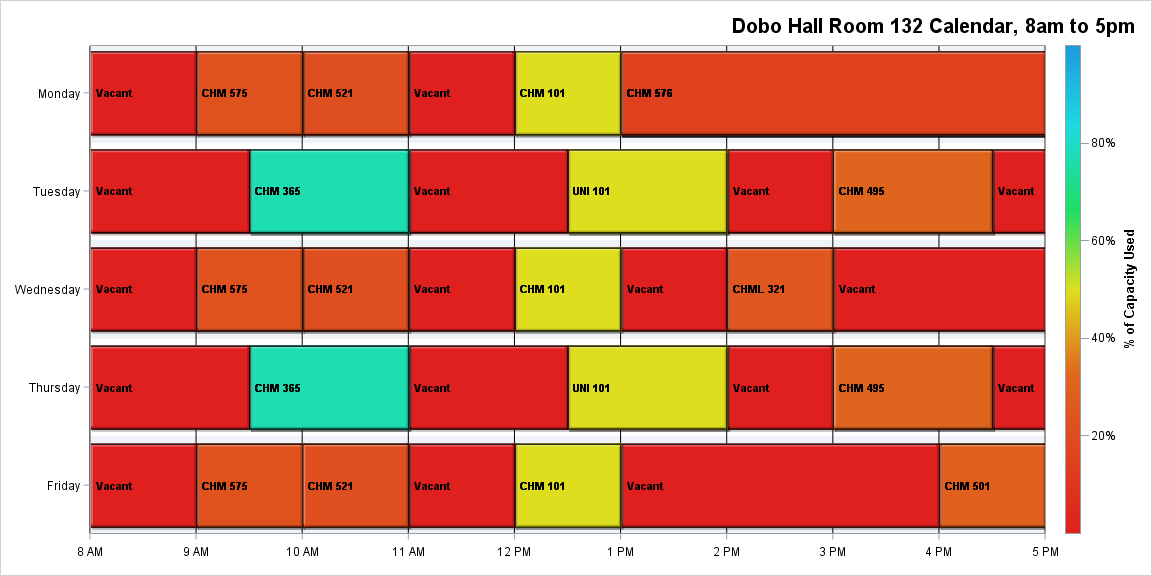 Dobo Hall Room 132 Calendar, 8am to 5pm
Monday
Vacant
CHM 575
CHM 521
Vacant
CHM 101
CHM 576
Tuesday
Vacant
CHM 365
Vacant
UNI 101
Vacant
CHM 495
Vacant
Wednesday
Vacant
CHM 575
CHM 521
Vacant
CHM 101
Vacant
CHML 321
Vacant
Thursday
Vacant
CHM 365
Vacant
UNI 101
Vacant
CHM 495
Vacant
Friday
Vacant
CHM 575
CHM 521
Vacant
CHM 101
Vacant
CHM 501
8 AM
9 AM
10 AM
11 AM
12 PM
1 PM
2 PM
3 PM
4 PM
5 PM
80%
60%
40%
20%
% of Capacity Used